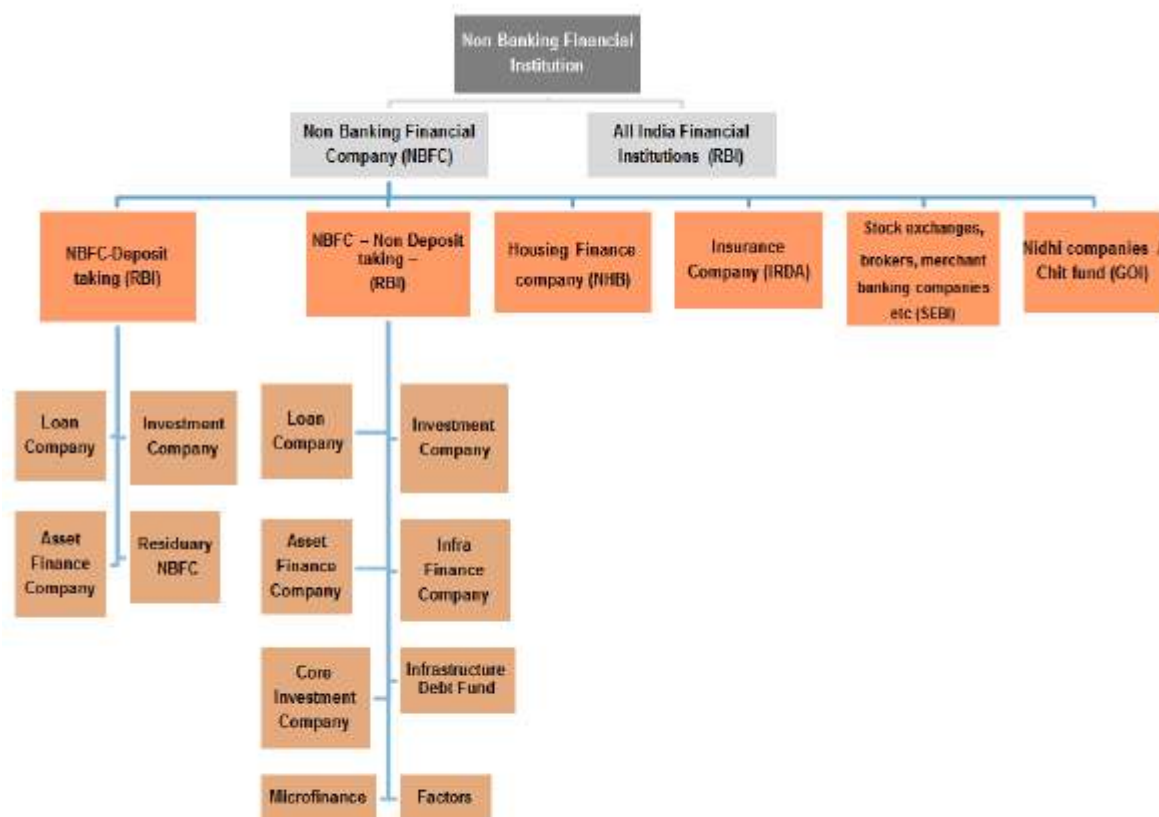 Non Banking Financial
Institution
Non Banking Financial
Company (NBFC)
All India Financial
Institutions (RBI)
NBFC-Deposit
taking (RBI)
NBFC – Non Deposit
taking –
(RBI)
Housing Finance
company (NHB)
Insurance
Company (IRDA)
Stock exchanges,
brokers, merchant
banking companies
etc (SEBI)
Nidhi companies /
Chit fund (GOI)
Loan
Company
Investment
Company
Asset
Finance
Company
Residuary
NBFC
Loan
Company
Investment
Company
Asset
Finance
Company
Infra
Finance
Company
Core
Investment
Company
Infrastructure
Debt Fund
Microfinance
Factors